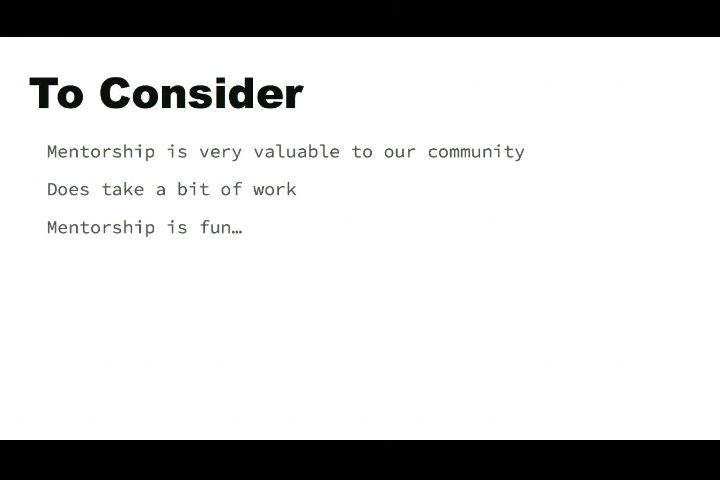 To Consider
Mentorship is very valuable to our community
Does take a bit of work
Mentorship is fun…